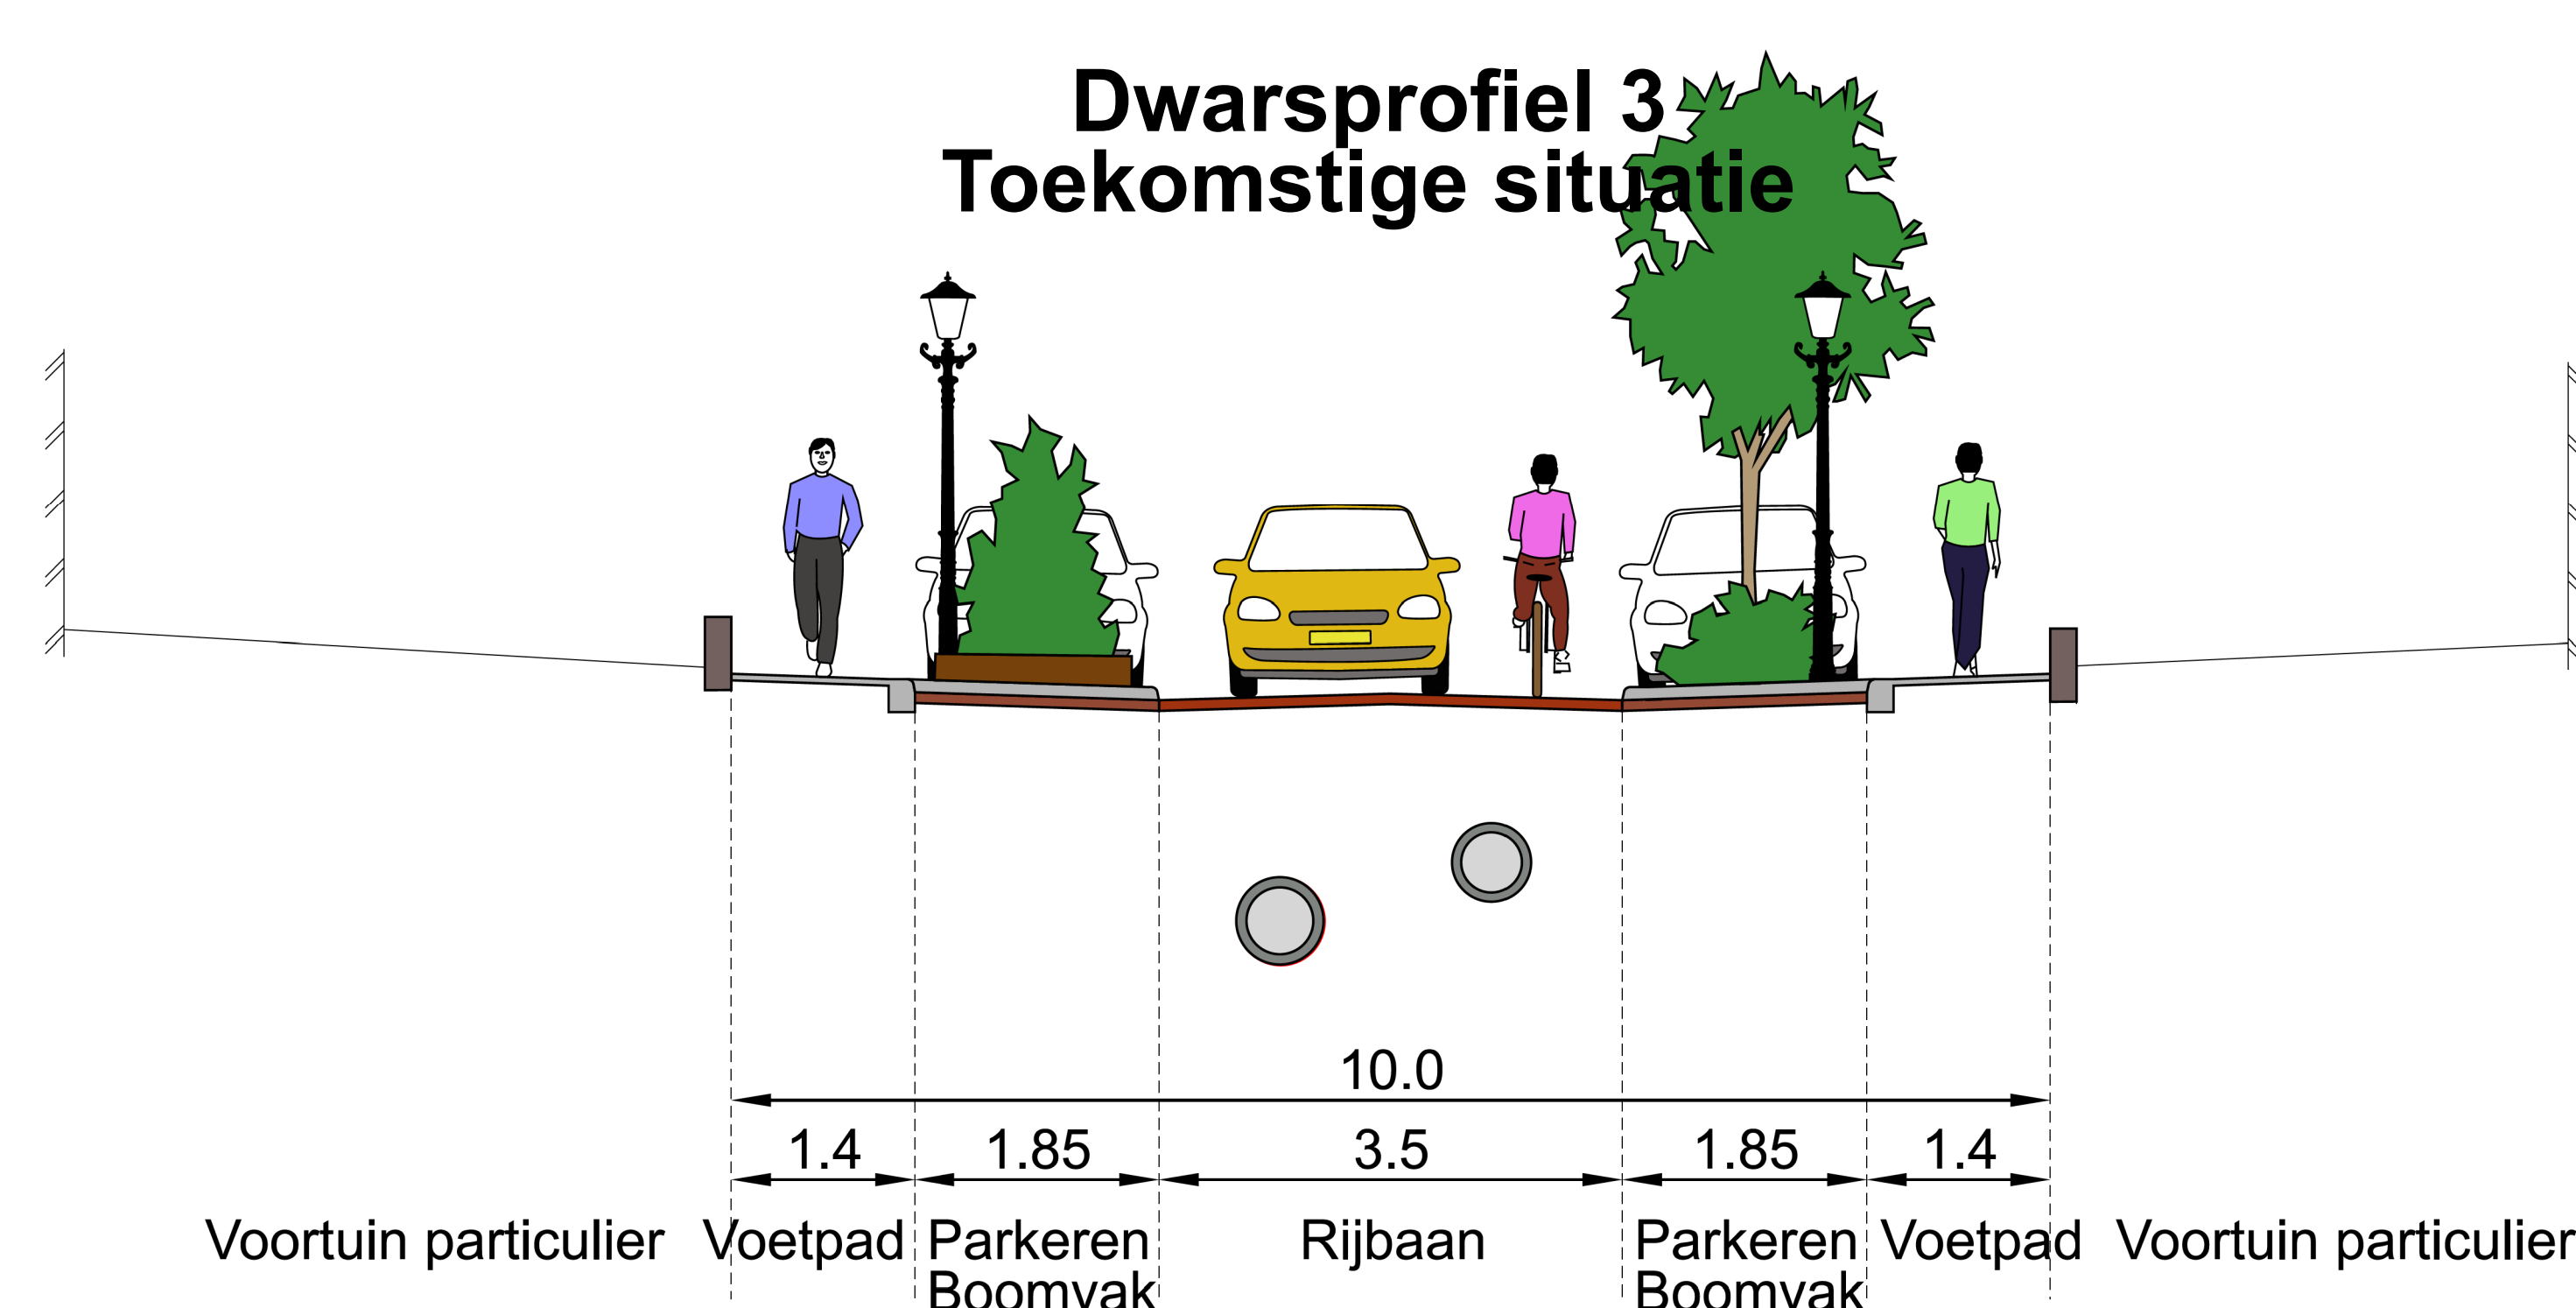 Dwarsprofiel 3
Toekomstige situatie
10.0
1.4 1.85 3.5 1.85 1.4
Voortuin particulier Voetpad Parkeren Rijbaan Parkeren Voetpad Voortuin particulier
Boomvak Boomvak